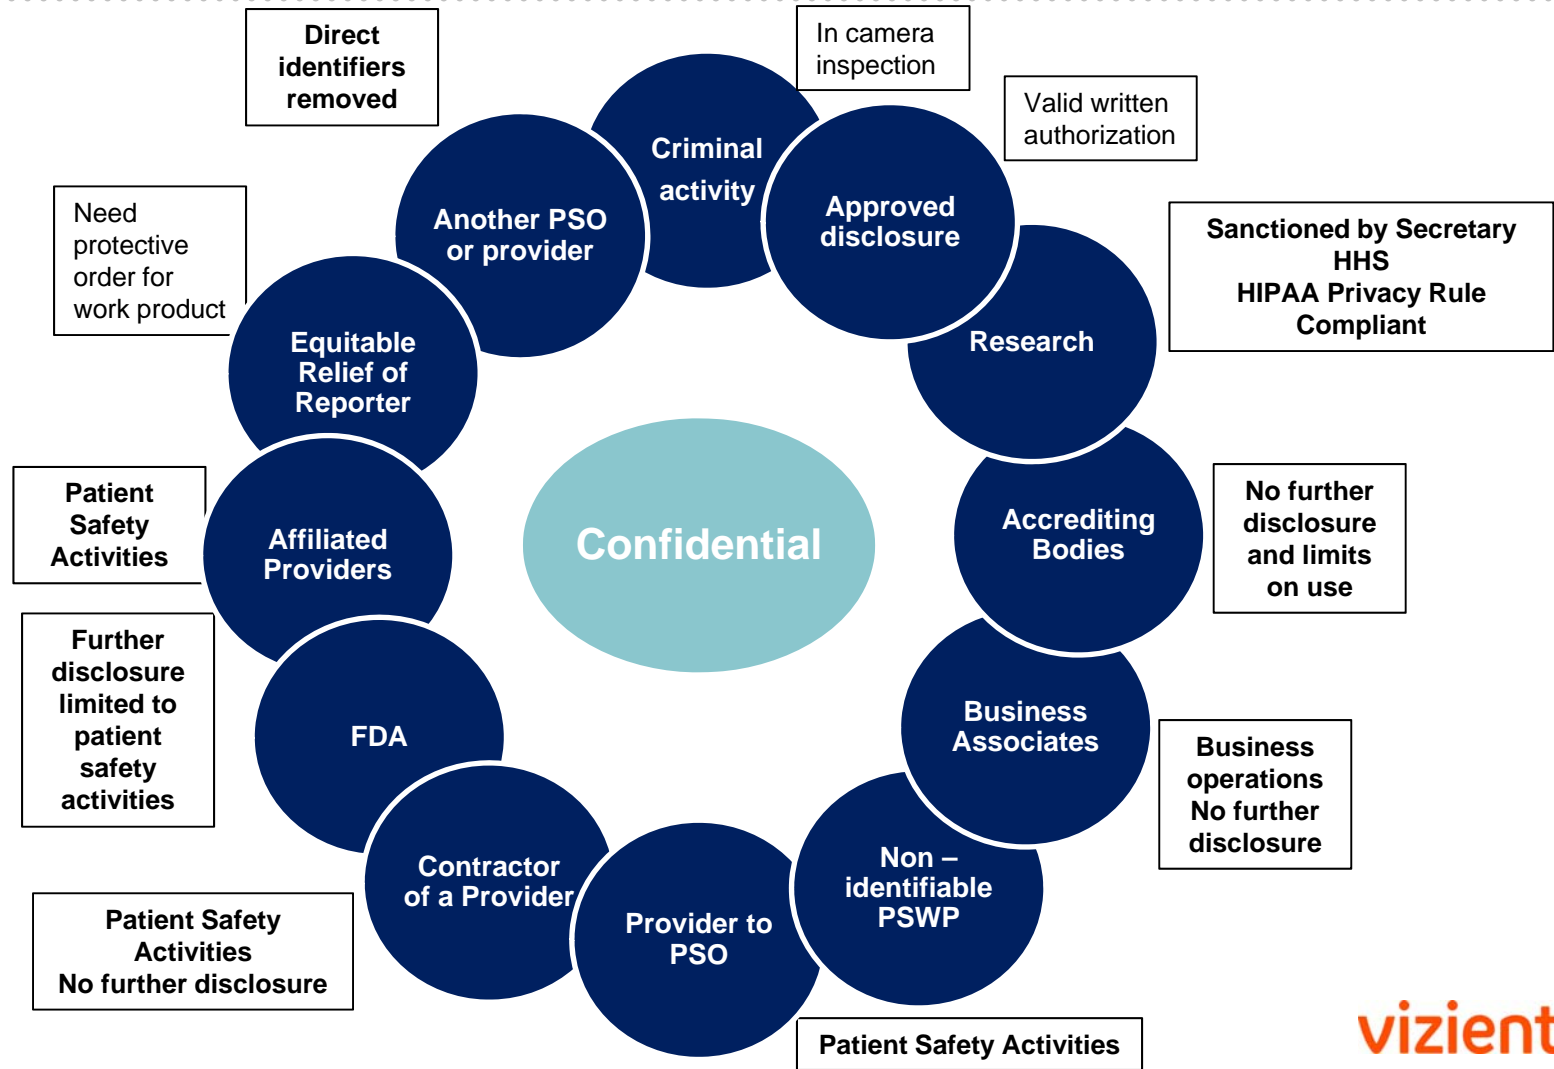 Direct
identifiers
removed
In camera
inspection
Valid written
authorization
Criminal
activity
Approved
disclosure
Another PSO
or provider
Need
protective
order for
work product
Sanctioned by Secretary
HHS
HIPAA Privacy Rule
Compliant
Research
Equitable
Relief of
Reporter
Confidential
Patient
Safety
Activities
Affiliated
Providers
Accrediting
Bodies
No further
disclosure
and limits
on use
Further
disclosure
limited to
patient
safety
activities
FDA
Business
Associates
Business
operations
No further
disclosure
Contractor
of a Provider
Provider to
PSO
Non –
identifiable
PSWP
Patient Safety
Activities
No further disclosure
Patient Safety Activities
vizient